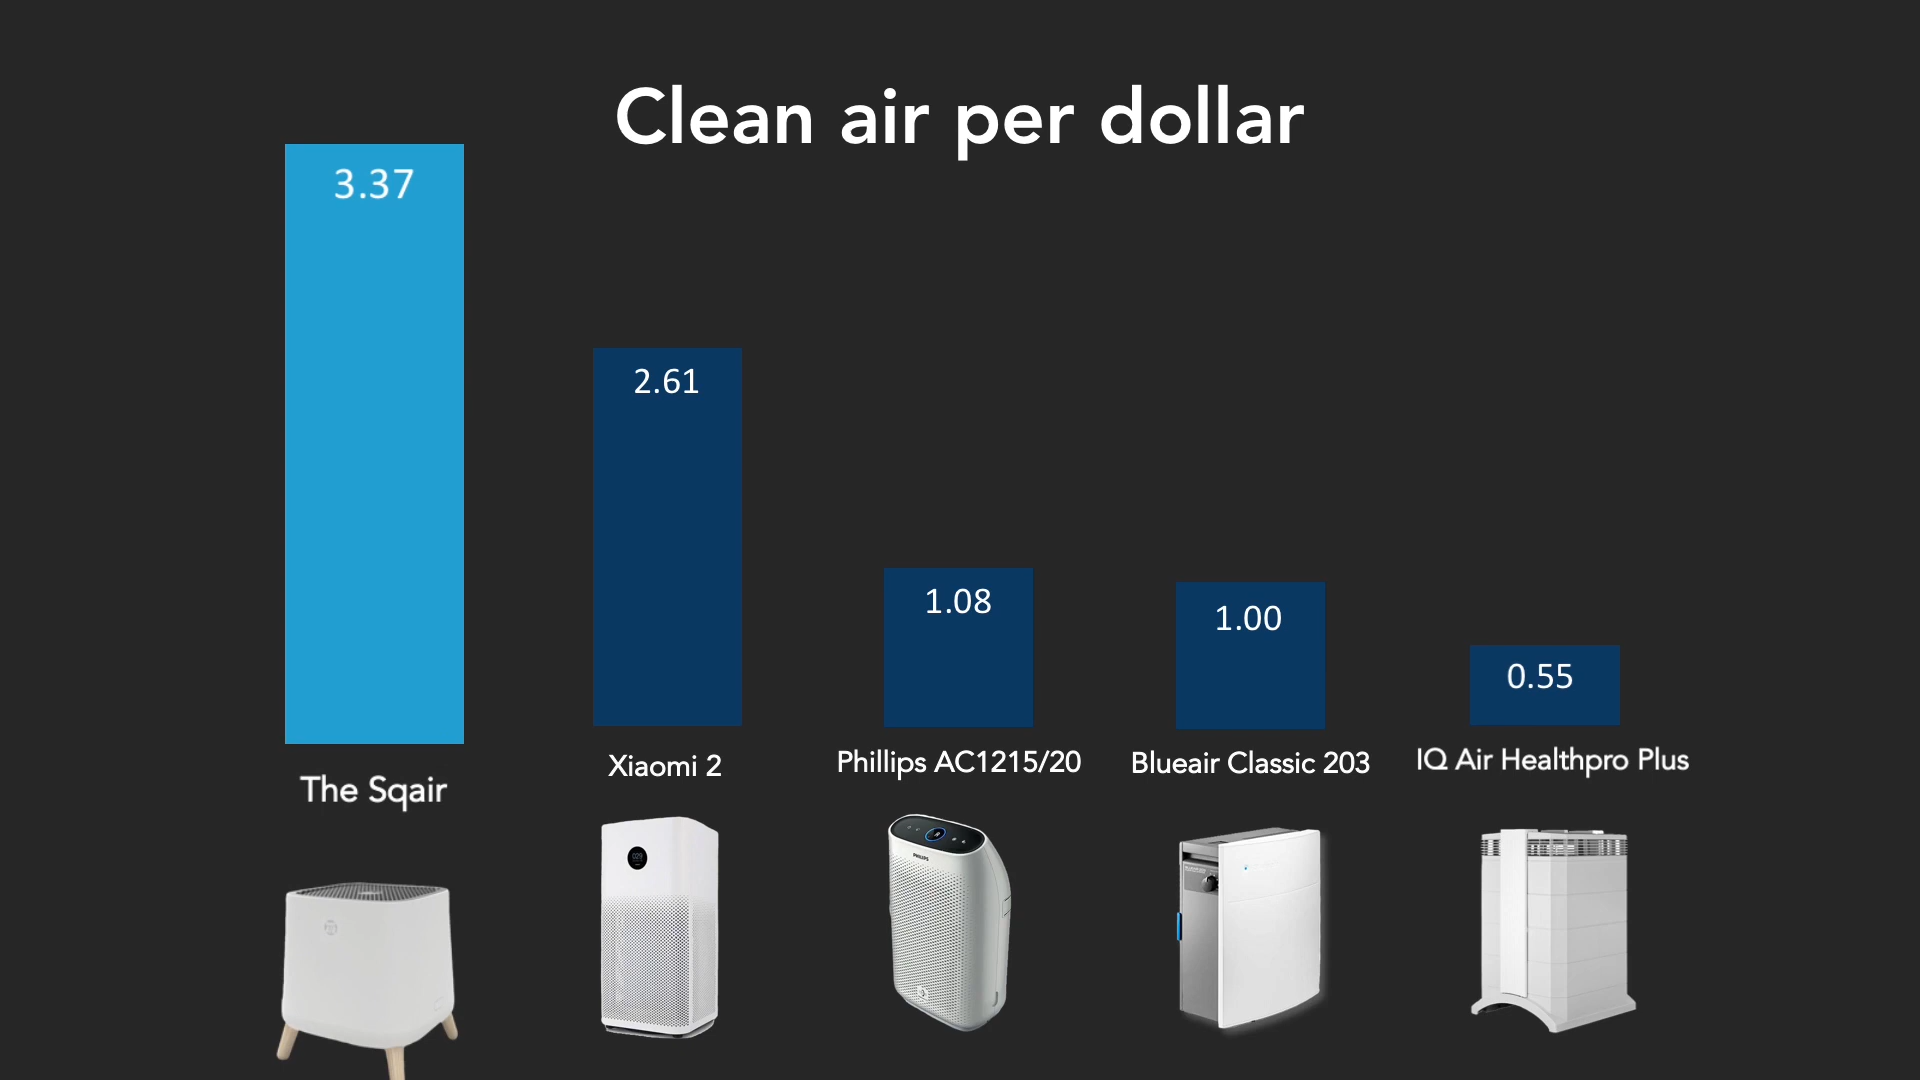 Clean air per dollar
3.37
2.61
1.08
1.00
0.55
The Sqair
Xiaomi 2
Phillips AC1215/20
Blueair Classic 203
IQ Air Healthpro Plus
PHILIPS